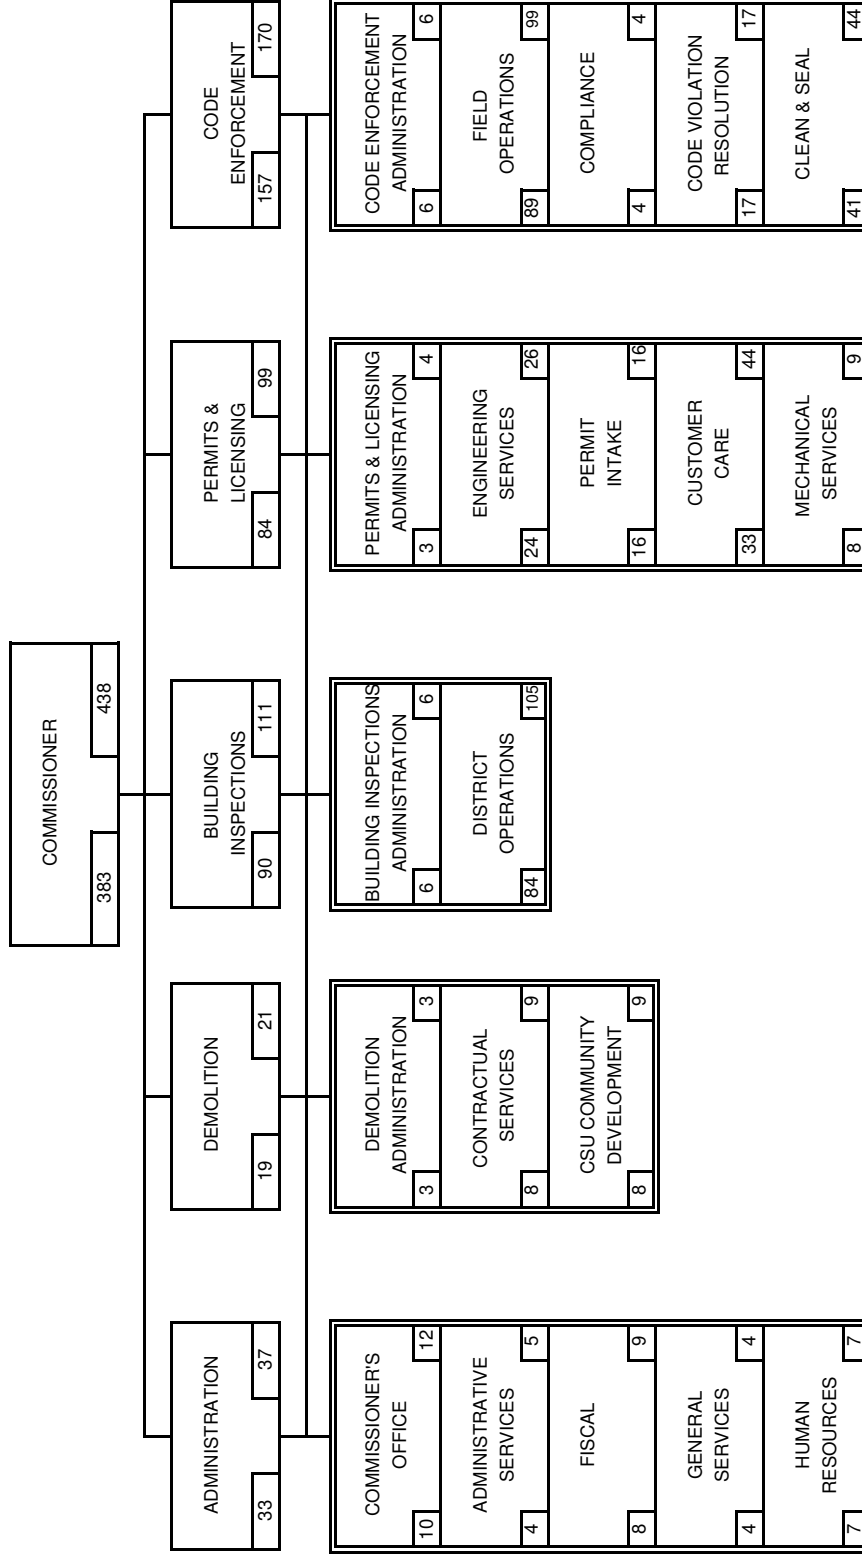 COMMISSIONER
383 438
ADMINISTRATION
33 37
DEMOLITION
19 21
BUILDING
INSPECTIONS
90 111
PERMITS &
LICENSING
84 99
CODE
ENFORCEMENT
157 170
COMMISSIONER'S
OFFICE
10 12
ADMINISTRATIVE
SERVICES
4 5
FISCAL
8 9
GENERAL
SERVICES
4 4
HUMAN
RESOURCES
7 7
DEMOLITION
ADMINISTRATION
3 3
CONTRACTUAL
SERVICES
8 9
CSU COMMUNITY
DEVELOPMENT
8 9
BUILDING INSPECTIONS
ADMINISTRATION
6 6
DISTRICT
OPERATIONS
84 105
PERMITS & LICENSING
ADMINISTRATION
3 4
ENGINEERING
SERVICES
24 26
PERMIT
INTAKE
16 16
CUSTOMER
CARE
33 44
MECHANICAL
SERVICES
8 9
CODE ENFORCEMENT
ADMINISTRATION
6 6
FIELD
OPERATIONS
89 99
COMPLIANCE
4 4
CODE VIOLATION
RESOLUTION
17 17
CLEAN & SEAL
41 44